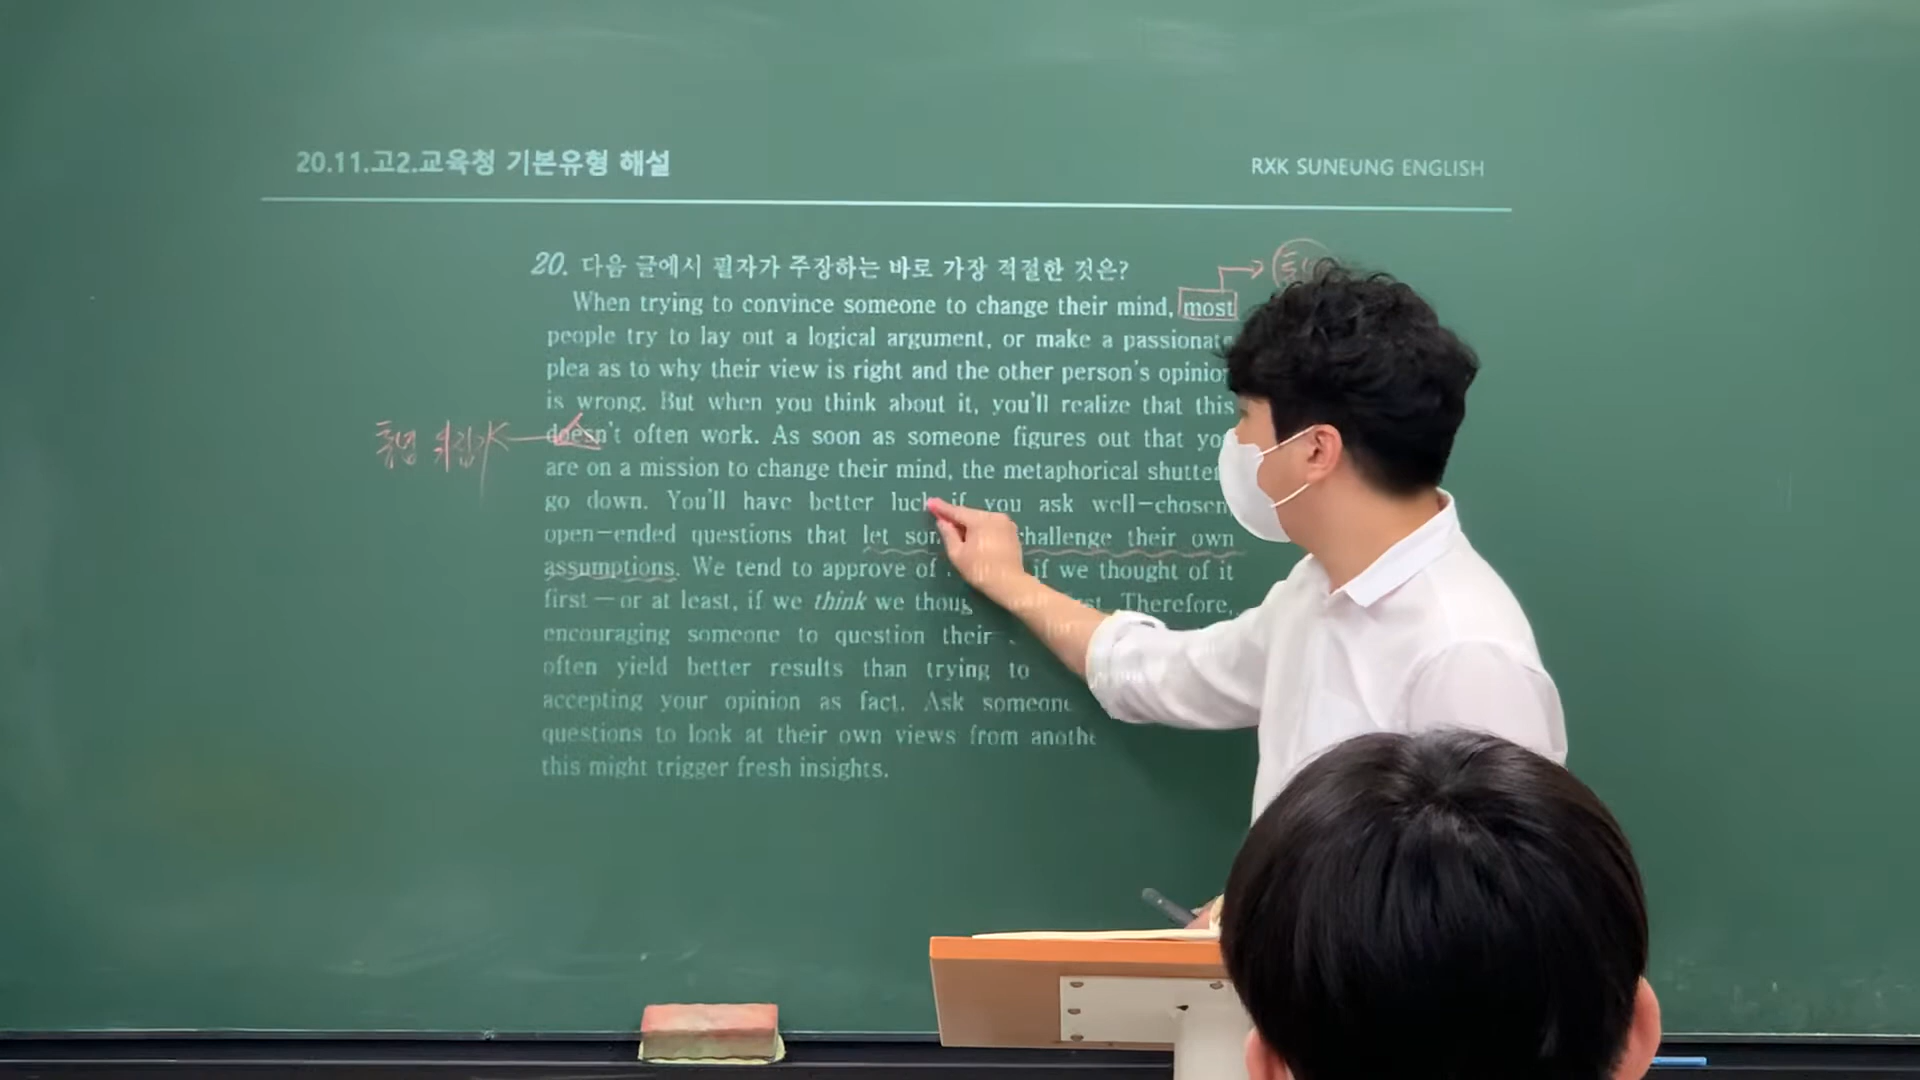 20.11.고2.교육청 기본유형 해설
RXK SUNEUNG ENGLISH
20. 다음 글에서 필자가 주장하는 바로 가장 적절한 것은?
When trying to convince someone to change their mind, most
people try to lay out a logical argument, or make a passionate
plea as to why their view is right and the other person's opinion
is wrong. But when you think about it, you'll realize that this
통념 뒤집기
doesn't often work. As soon as someone figures out that you
are on a mission to change their mind, the metaphorical shutters
go down. You'll have better luck if you ask well-chosen,
open-ended questions that let challenge their own
assumptions. We tend to approve of if we thought of it
first—or at least, if we think we Therefore,
encouraging someone to question their
often yield better results than trying to
accepting your opinion as fact. Ask someone
questions to look at their own views from
this might trigger fresh insights.